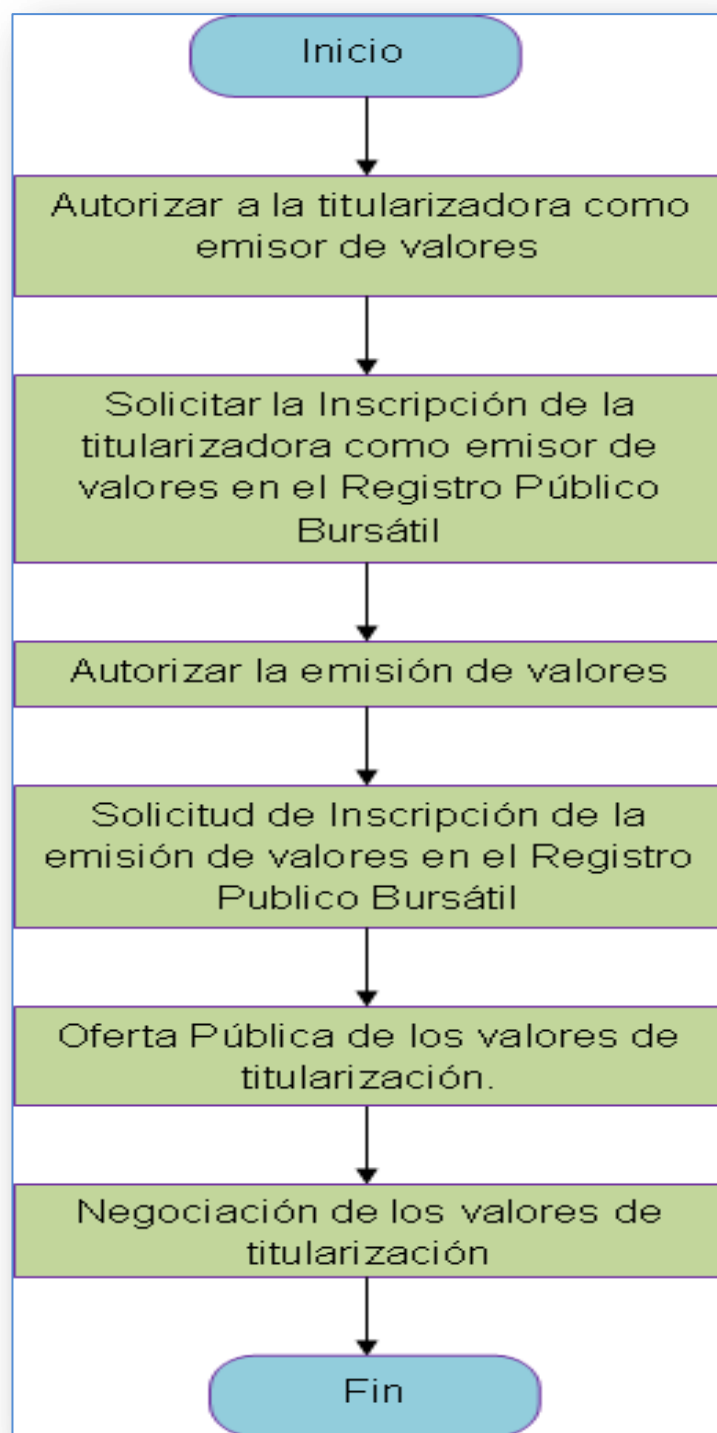 Inicio
Autorizar a la titularizadora como
emisor de valores
Solicitar la Inscripción de la
titularizadora como emisor de
valores en el Registro Público
Bursátil
Autorizar la emisión de valores
Solicitud de Inscripción de la
emisión de valores en el Registro
Publico Bursátil
Oferta Pública de los valores de
titularización.
Negociación de los valores de
titularización
Fin